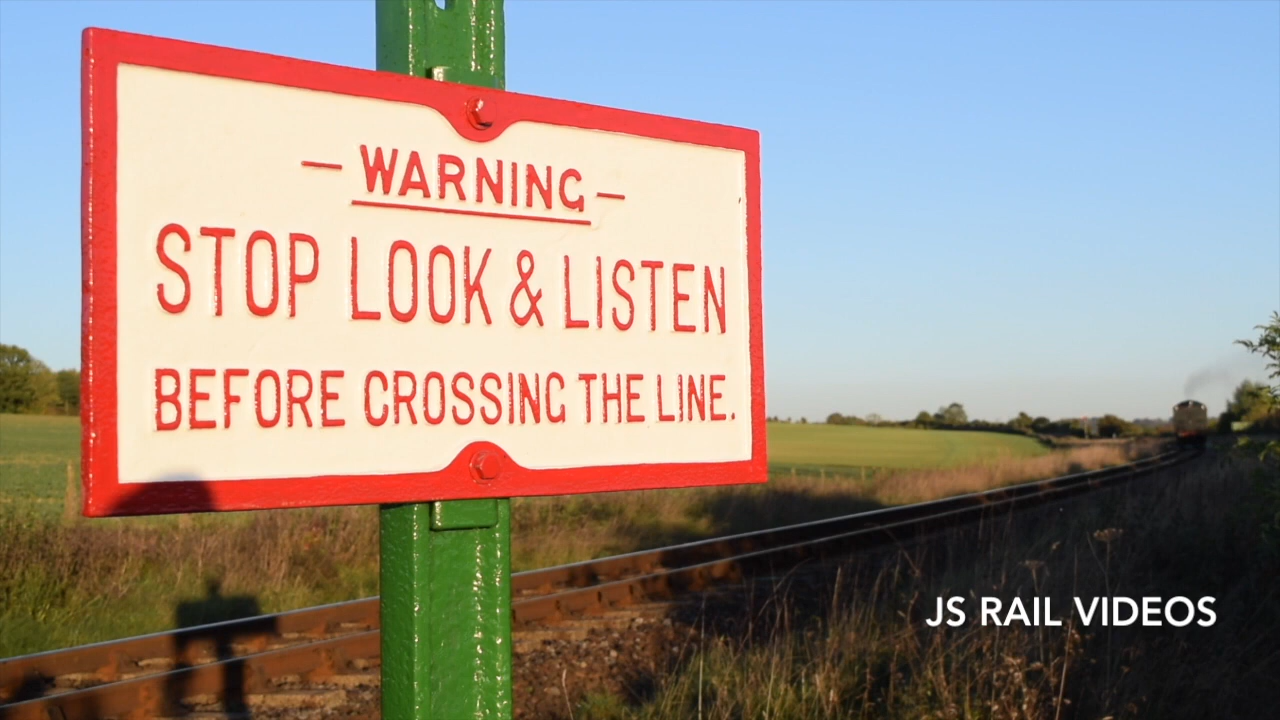 — WARNING —
STOP LOOK & LISTEN
BEFORE CROSSING THE LINE.
JS RAIL VIDEOS